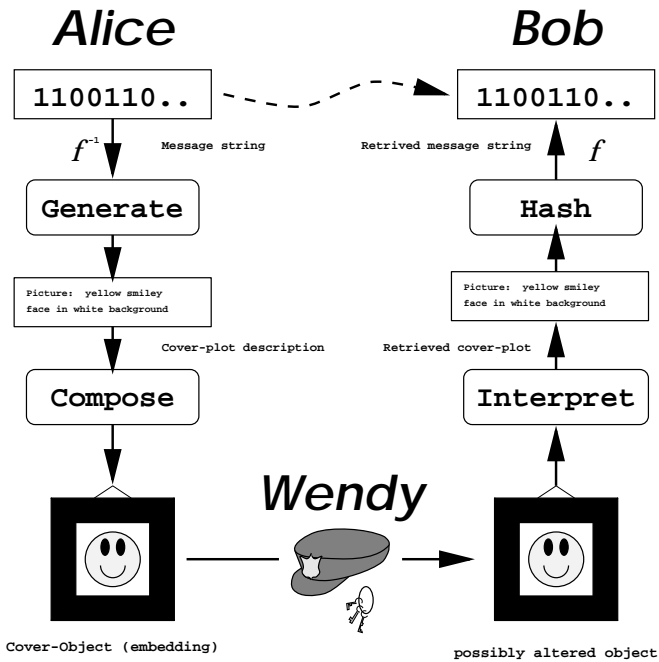 Alice
Bob
1100110..
1100110..
f⁻¹
Message string
Retrived message string
f
Generate
Hash
Picture: yellow smiley
face in white background
Picture: yellow smiley
face in white background
Cover-plot description
Retrieved cover-plot
Compose
Interpret
Wendy
Cover-Object (embedding)
possibly altered object